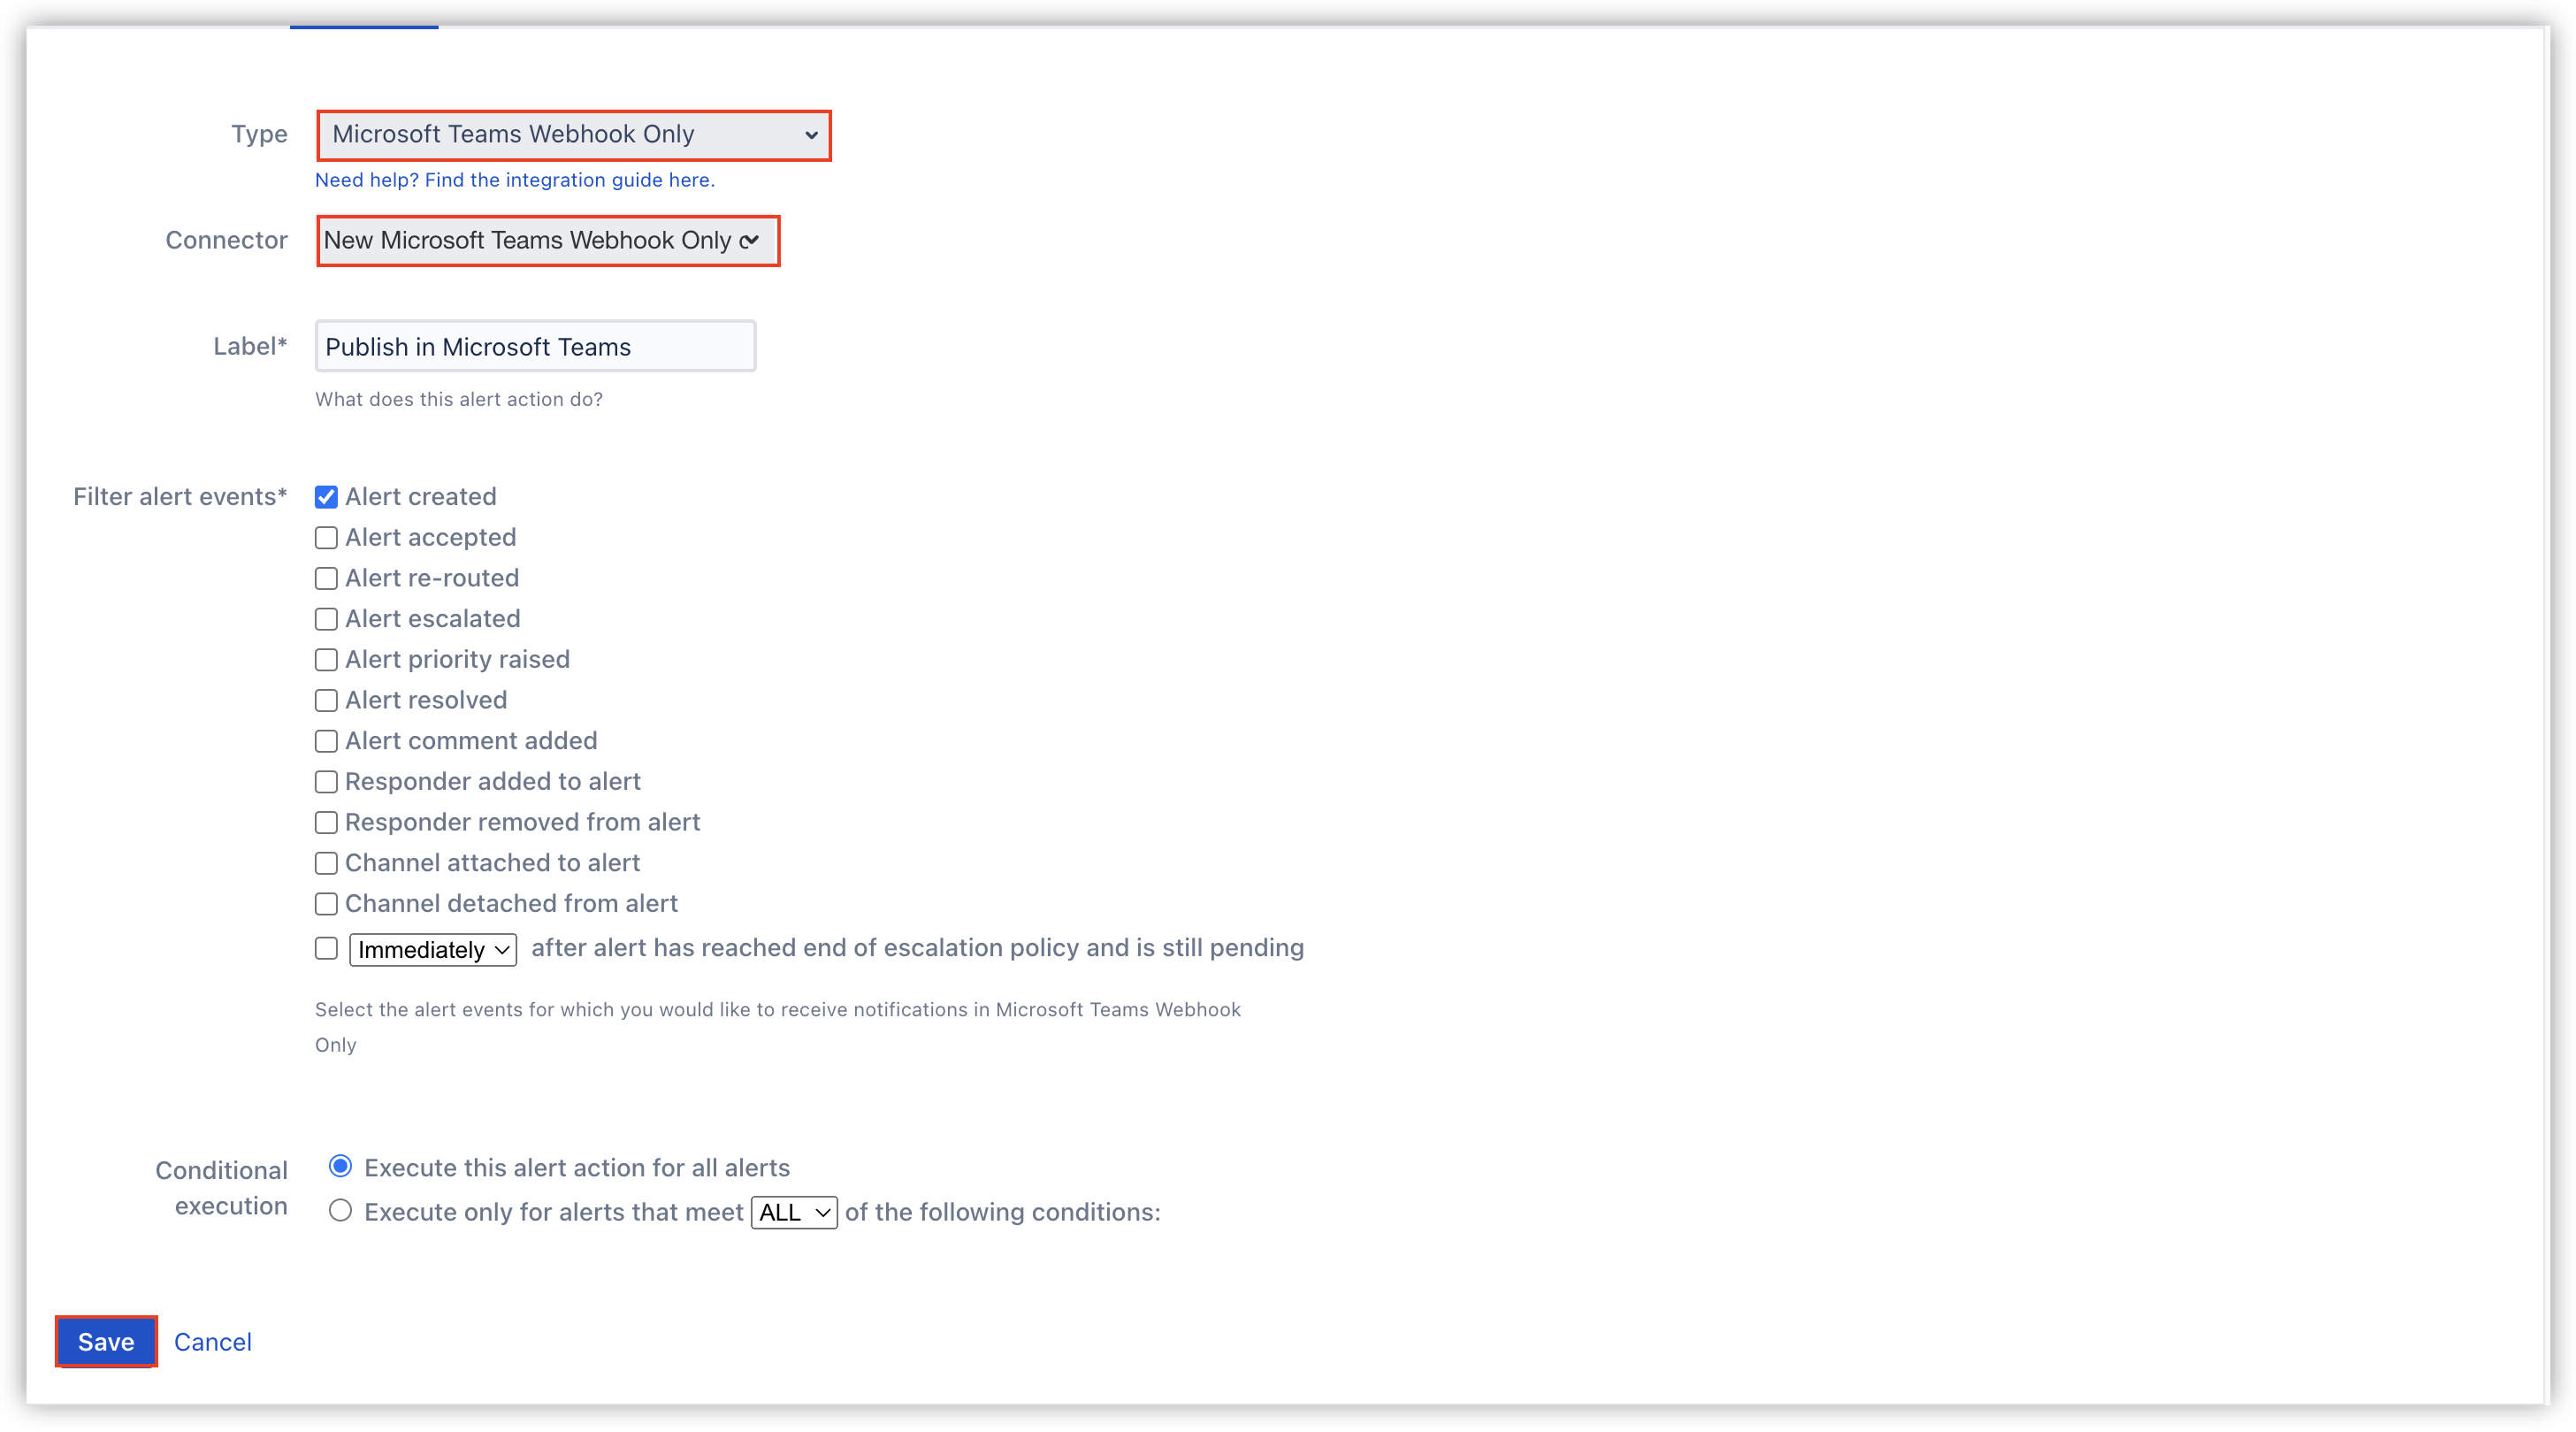 Type
Microsoft Teams Webhook Only
Need help? Find the integration guide here.
Connector
New Microsoft Teams Webhook Only
Label*
Publish in Microsoft Teams
What does this alert action do?
Filter alert events*
Alert created
Alert accepted
Alert re-routed
Alert escalated
Alert priority raised
Alert resolved
Alert comment added
Responder added to alert
Responder removed from alert
Channel attached to alert
Channel detached from alert
Immediately after alert has reached end of escalation policy and is still pending
Select the alert events for which you would like to receive notifications in Microsoft Teams Webhook
Only
Conditional
execution
Execute this alert action for all alerts
Execute only for alerts that meet ALL of the following conditions:
Save Cancel